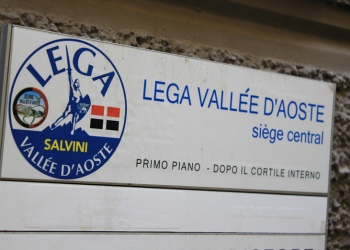 LEGA
SALVINI
VALLÉE D'AOSTE
LEGA VALLÉE D'AOSTE
siège central
PRIMO PIANO - DOPO IL CORTILE INTERNO